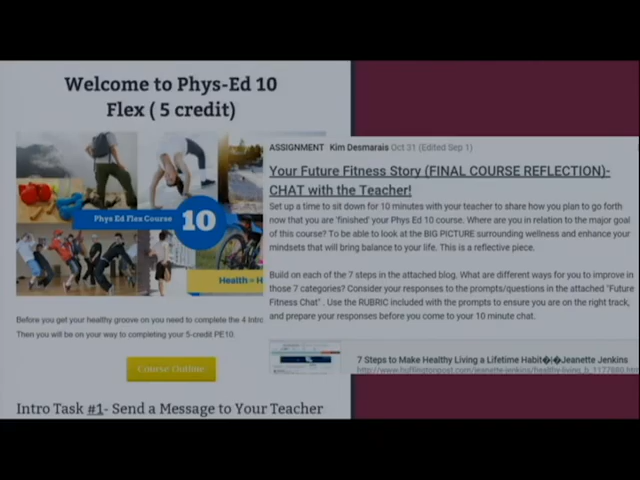 Welcome to Phys-Ed 10
Flex ( 5 credit)
Phys Ed Flex Course
10
Health = H
Before you get your healthy groove on you need to complete the 4 Intro
Then you will be on your way to completing your 5-credit PE10.
Course Outline
Intro Task #1- Send a Message to Your Teacher
ASSIGNMENT Kim Desmarais Oct 31 (Edited Sep 1)
Your Future Fitness Story (FINAL COURSE REFLECTION)-
CHAT with the Teacher!
Set up a time to sit down for 10 minutes with your teacher to share how you plan to go forth
now that you are 'finished' your Phys Ed 10 course. Where are you in relation to the major goal
of this course? To be able to look at the BIG PICTURE surrounding wellness and enhance your
mindsets that will bring balance to your life. This is a reflective piece.
Build on each of the 7 steps in the attached blog. What are different ways for you to improve in
those 7 categories? Consider your responses to the prompts/questions in the attached "Future
Fitness Chat" . Use the RUBRIC included with the prompts to ensure you are on the right track,
and prepare your responses before you come to your 10 minute chat.
7 Steps to Make Healthy Living a Lifetime Habit�|�Jeanette Jenkins